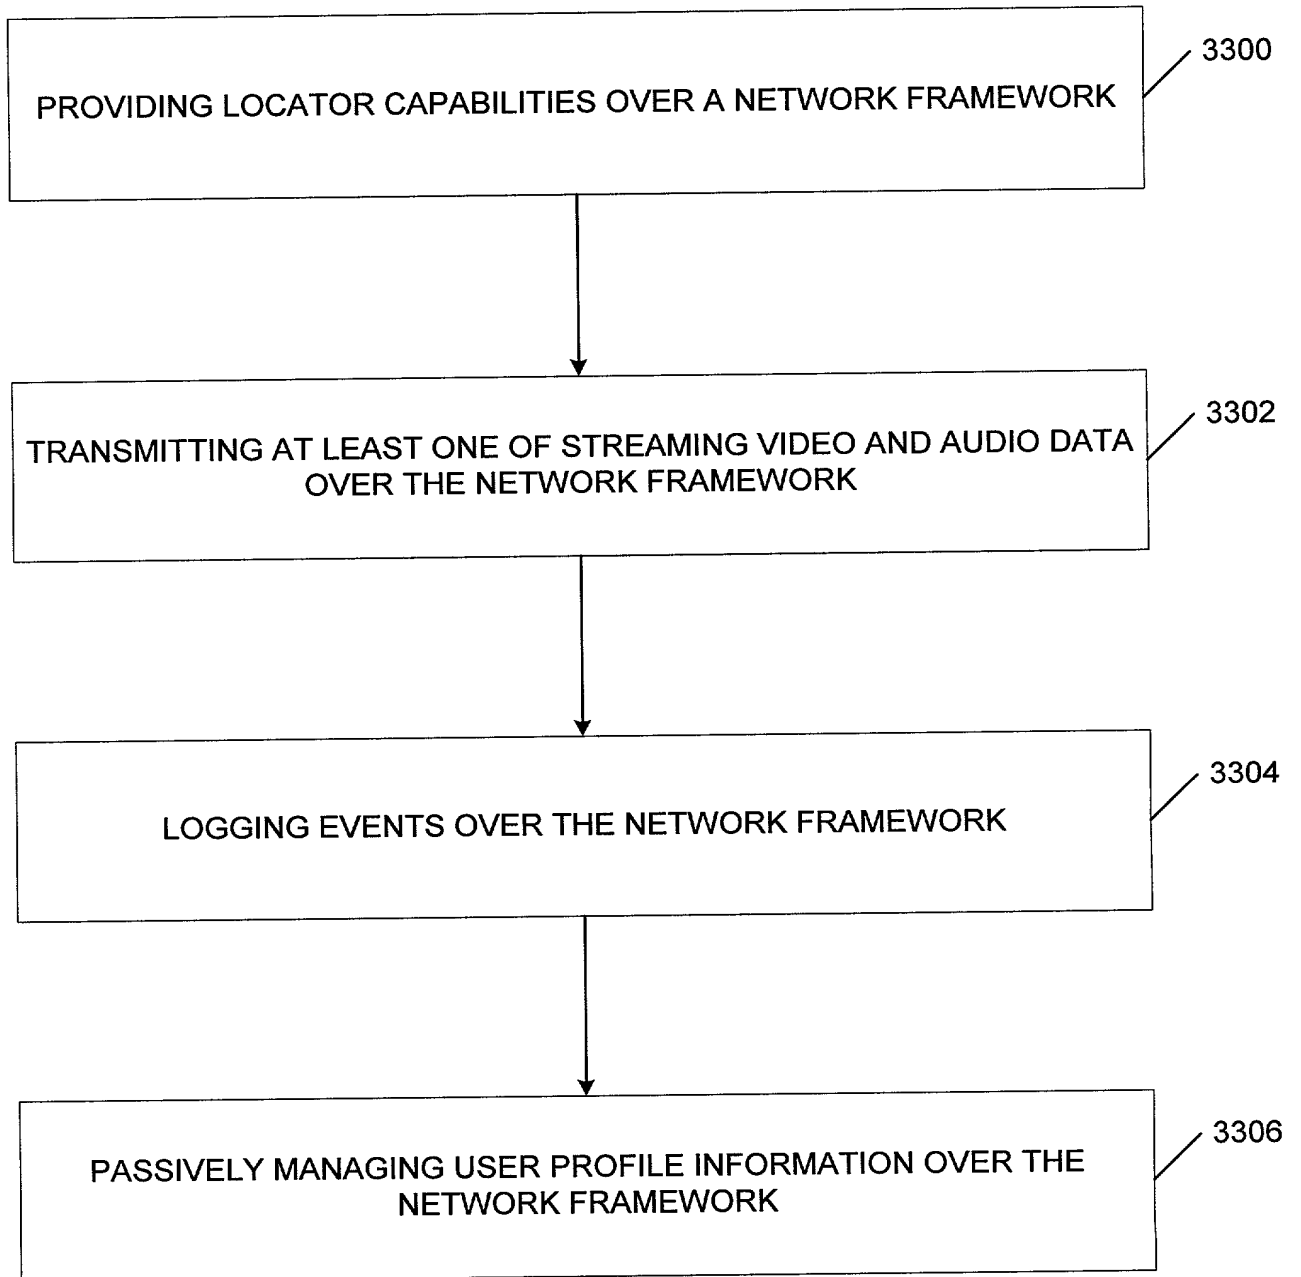 3300
PROVIDING LOCATOR CAPABILITIES OVER A NETWORK FRAMEWORK
3302
TRANSMITTING AT LEAST ONE OF STREAMING VIDEO AND AUDIO DATA
OVER THE NETWORK FRAMEWORK
3304
LOGGING EVENTS OVER THE NETWORK FRAMEWORK
3306
PASSIVELY MANAGING USER PROFILE INFORMATION OVER THE
NETWORK FRAMEWORK